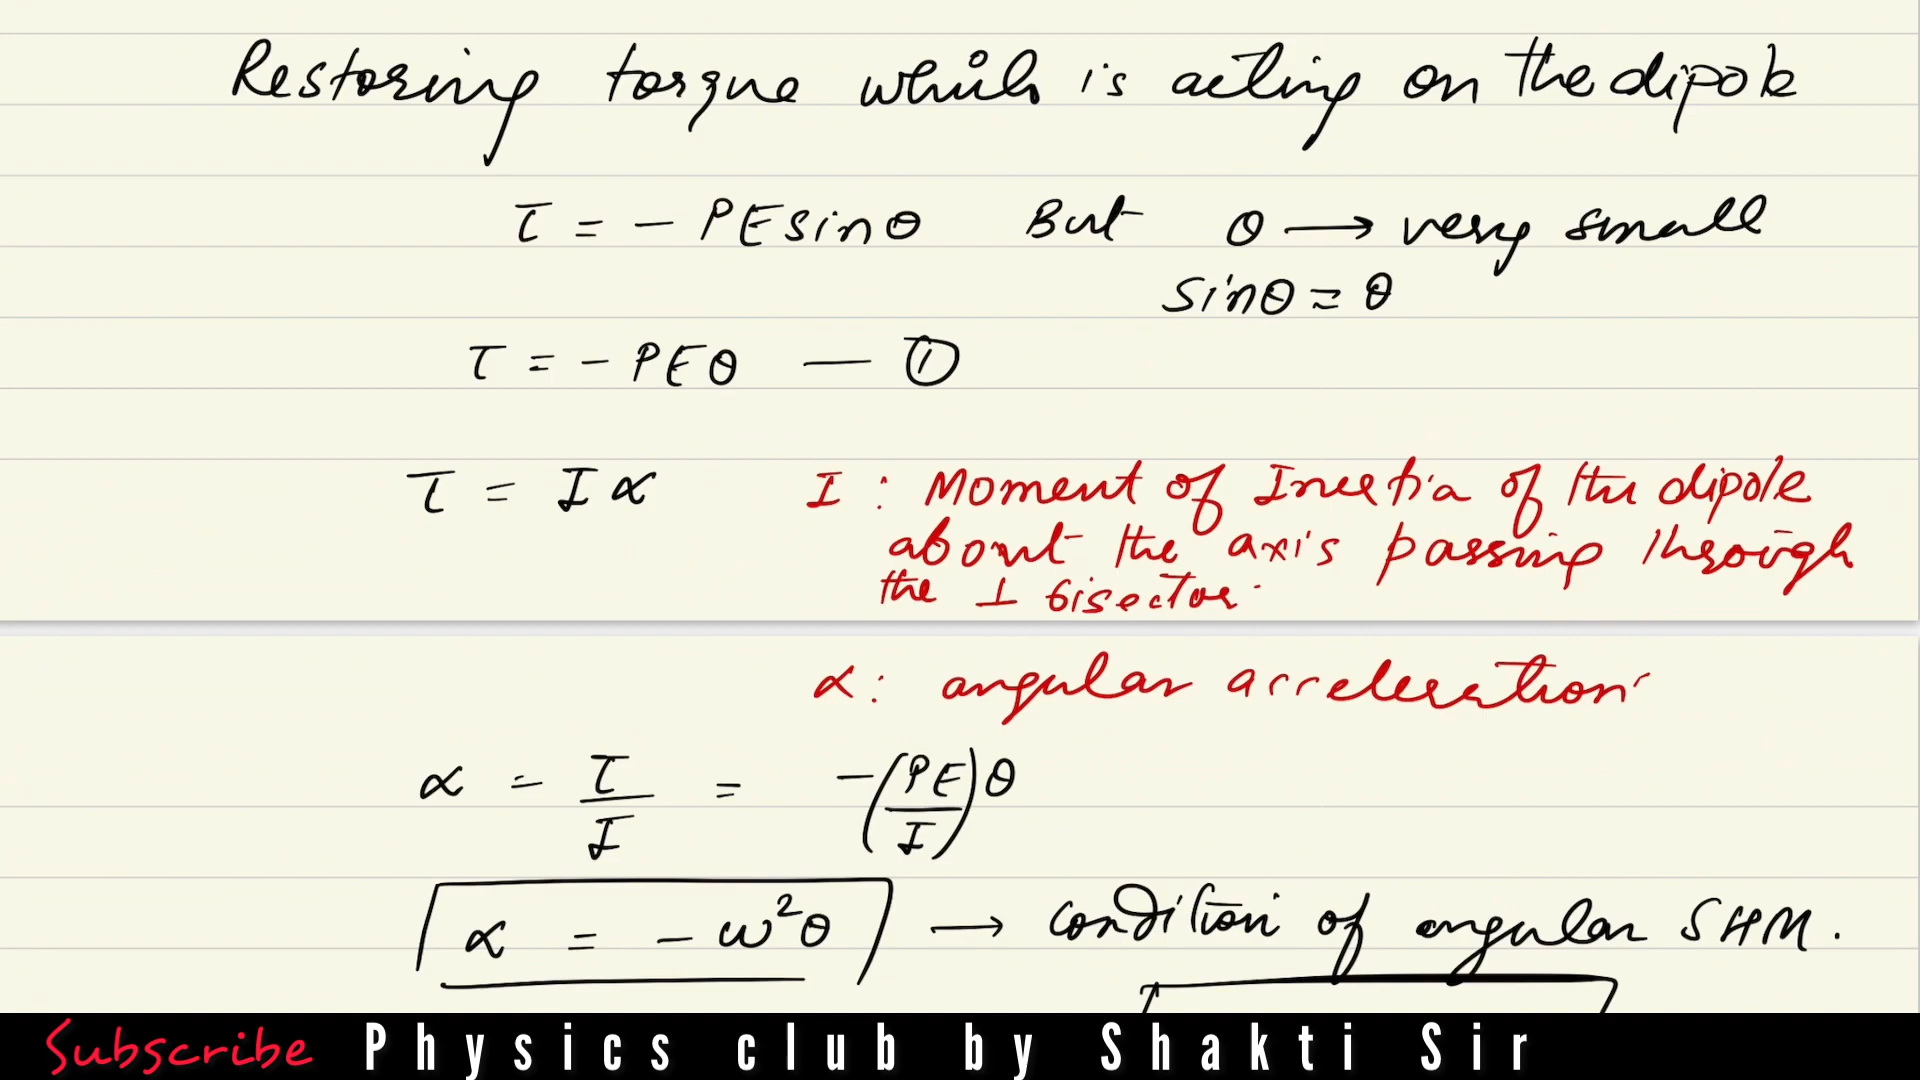 Restoring torque which is acting on the dipole
τ = - PE sinθ But θ → very small
sinθ ≈ θ
τ = - PEθ — ①
τ = Iα I : Moment of Inertia of the dipole
about the axis passing through
the ⊥ bisector.
α: angular acceleration
α = τ/I = -(PE/I)θ
α = - ω²θ → condition of angular SHM.
Subscribe Physics club by Shakti Sir